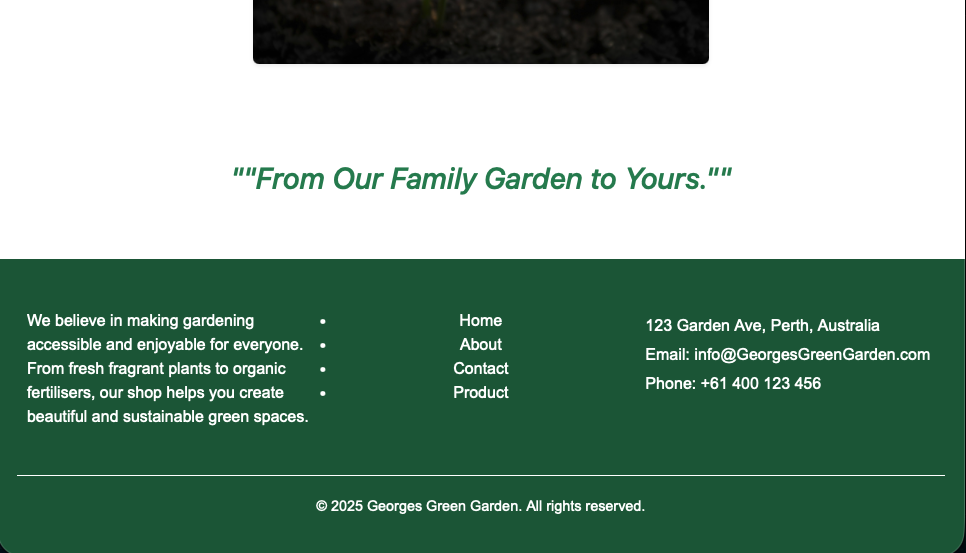 ""From Our Family Garden to Yours.""
We believe in making gardening
accessible and enjoyable for everyone.
From fresh fragrant plants to organic
fertilisers, our shop helps you create
beautiful and sustainable green spaces.
• Home
• About
• Contact
• Product
123 Garden Ave, Perth, Australia
Email: info@GeorgesGreenGarden.com
Phone: +61 400 123 456
© 2025 Georges Green Garden. All rights reserved.